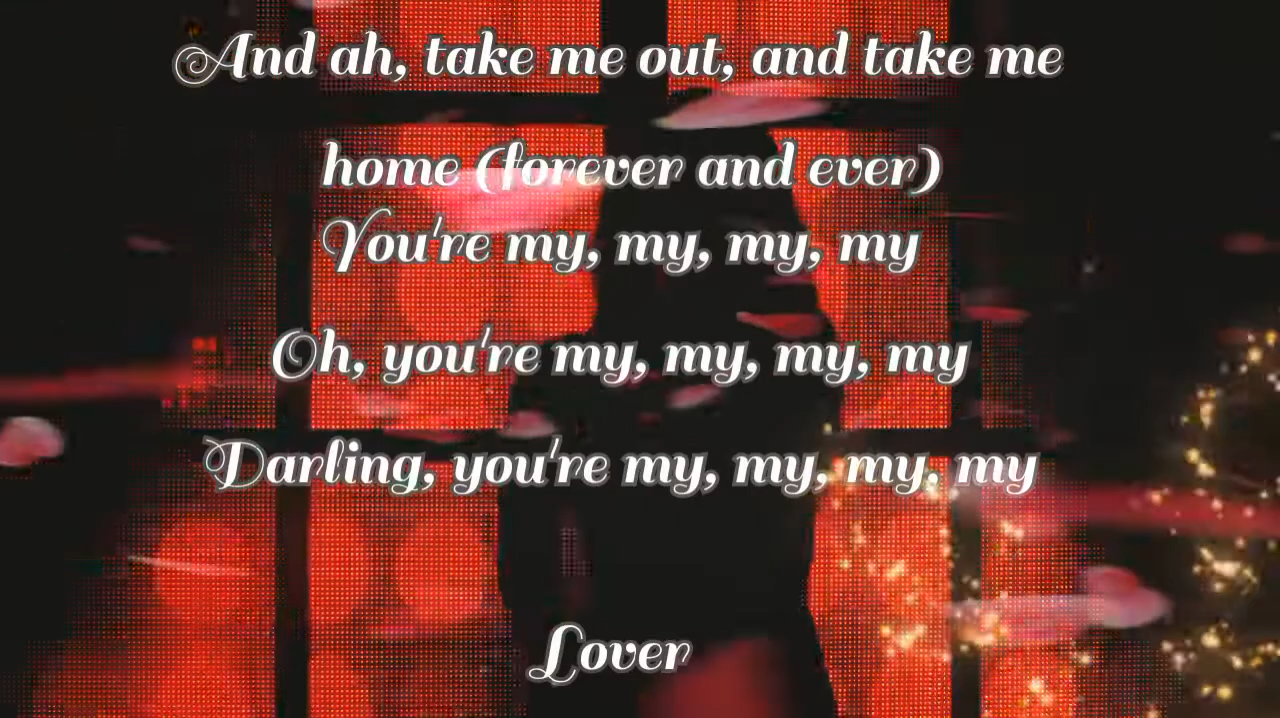 And ah, take me out, and take me
home (forever and ever)
You're my, my, my, my
Oh, you're my, my, my, my
Darling, you're my, my, my, my
Lover